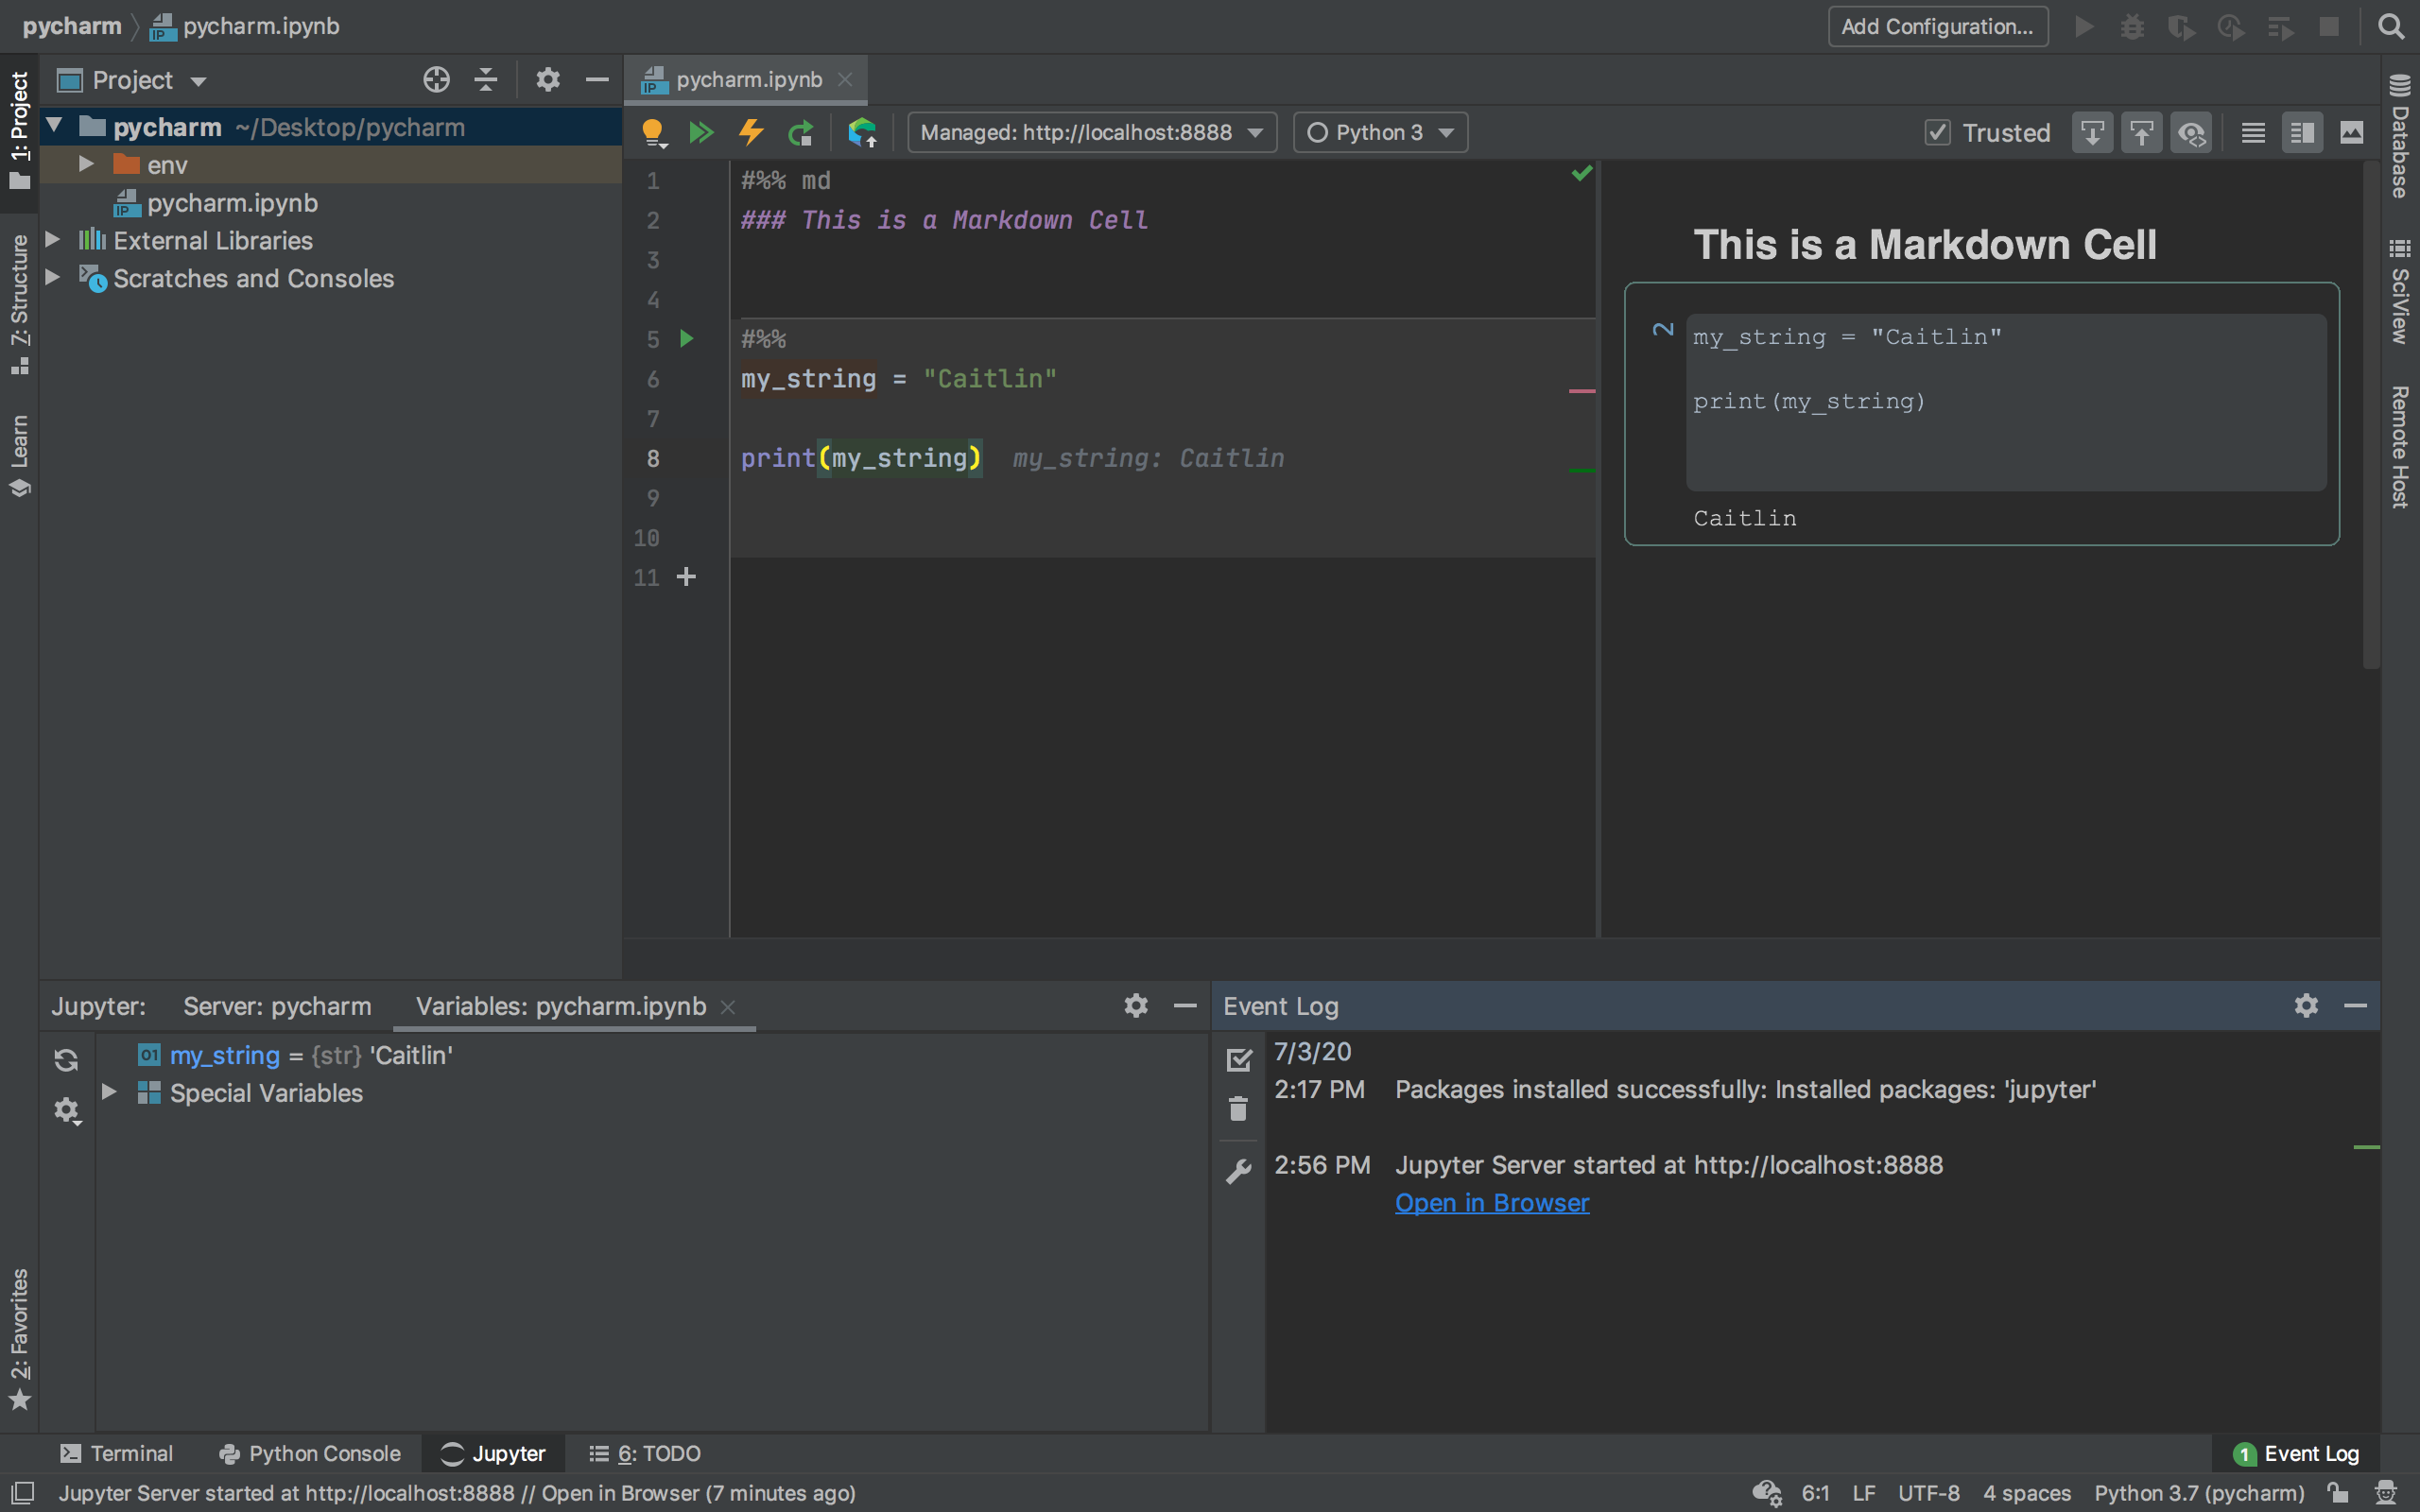 pycharm pycharm.ipynb
Add Configuration...
1: Project
7: Structure
Learn
2: Favorites
Project
pycharm ~/Desktop/pycharm
env
pycharm.ipynb
External Libraries
Scratches and Consoles
pycharm.ipynb
Managed: http://localhost:8888 Python 3 Trusted
1 #%% md
2 ### This is a Markdown Cell
3
4
5 #%%
6 my_string = "Caitlin"
7
8 print(my_string) my_string: Caitlin
9
10
11
This is a Markdown Cell
2
my_string = "Caitlin"
print(my_string)
Caitlin
Database
SciView
Remote Host
Jupyter: Server: pycharm Variables: pycharm.ipynb
01 my_string = {str} 'Caitlin'
Special Variables
Event Log
7/3/20
2:17 PM Packages installed successfully: Installed packages: 'jupyter'
2:56 PM Jupyter Server started at http://localhost:8888
Open in Browser
Terminal Python Console Jupyter 6: TODO 1 Event Log
Jupyter Server started at http://localhost:8888 // Open in Browser (7 minutes ago) 6:1 LF UTF-8 4 spaces Python 3.7 (pycharm)